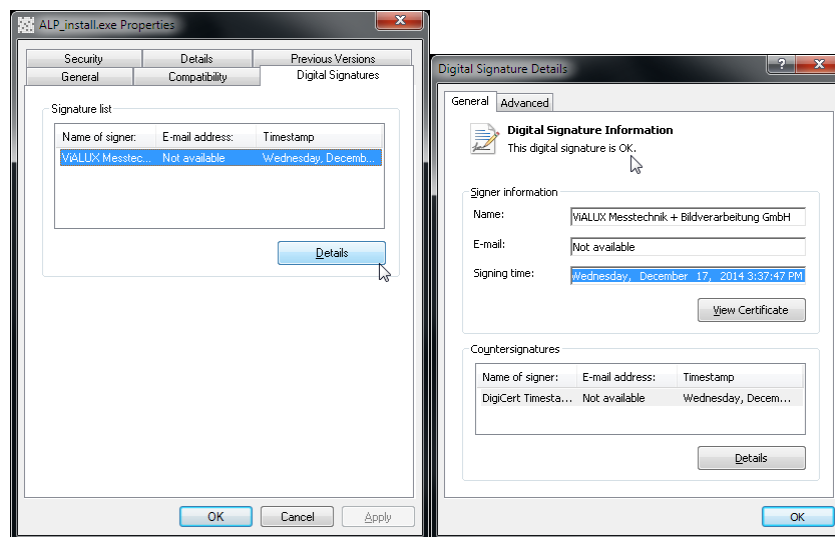 ALP_install.exe Properties
Security Details Previous Versions
General Compatibility Digital Signatures
Signature list
Name of signer: E-mail address: Timestamp
ViALUX Messtec... Not available Wednesday, Decemb...
Details
OK Cancel Apply
Digital Signature Details
General Advanced
Digital Signature Information
This digital signature is OK.
Signer information
Name: ViALUX Messtechnik + Bildverarbeitung GmbH
E-mail: Not available
Signing time: Wednesday, December 17, 2014 3:37:47 PM
View Certificate
Countersignatures
Name of signer: E-mail address: Timestamp
DigiCert Timesta... Not available Wednesday, Decem...
Details
OK